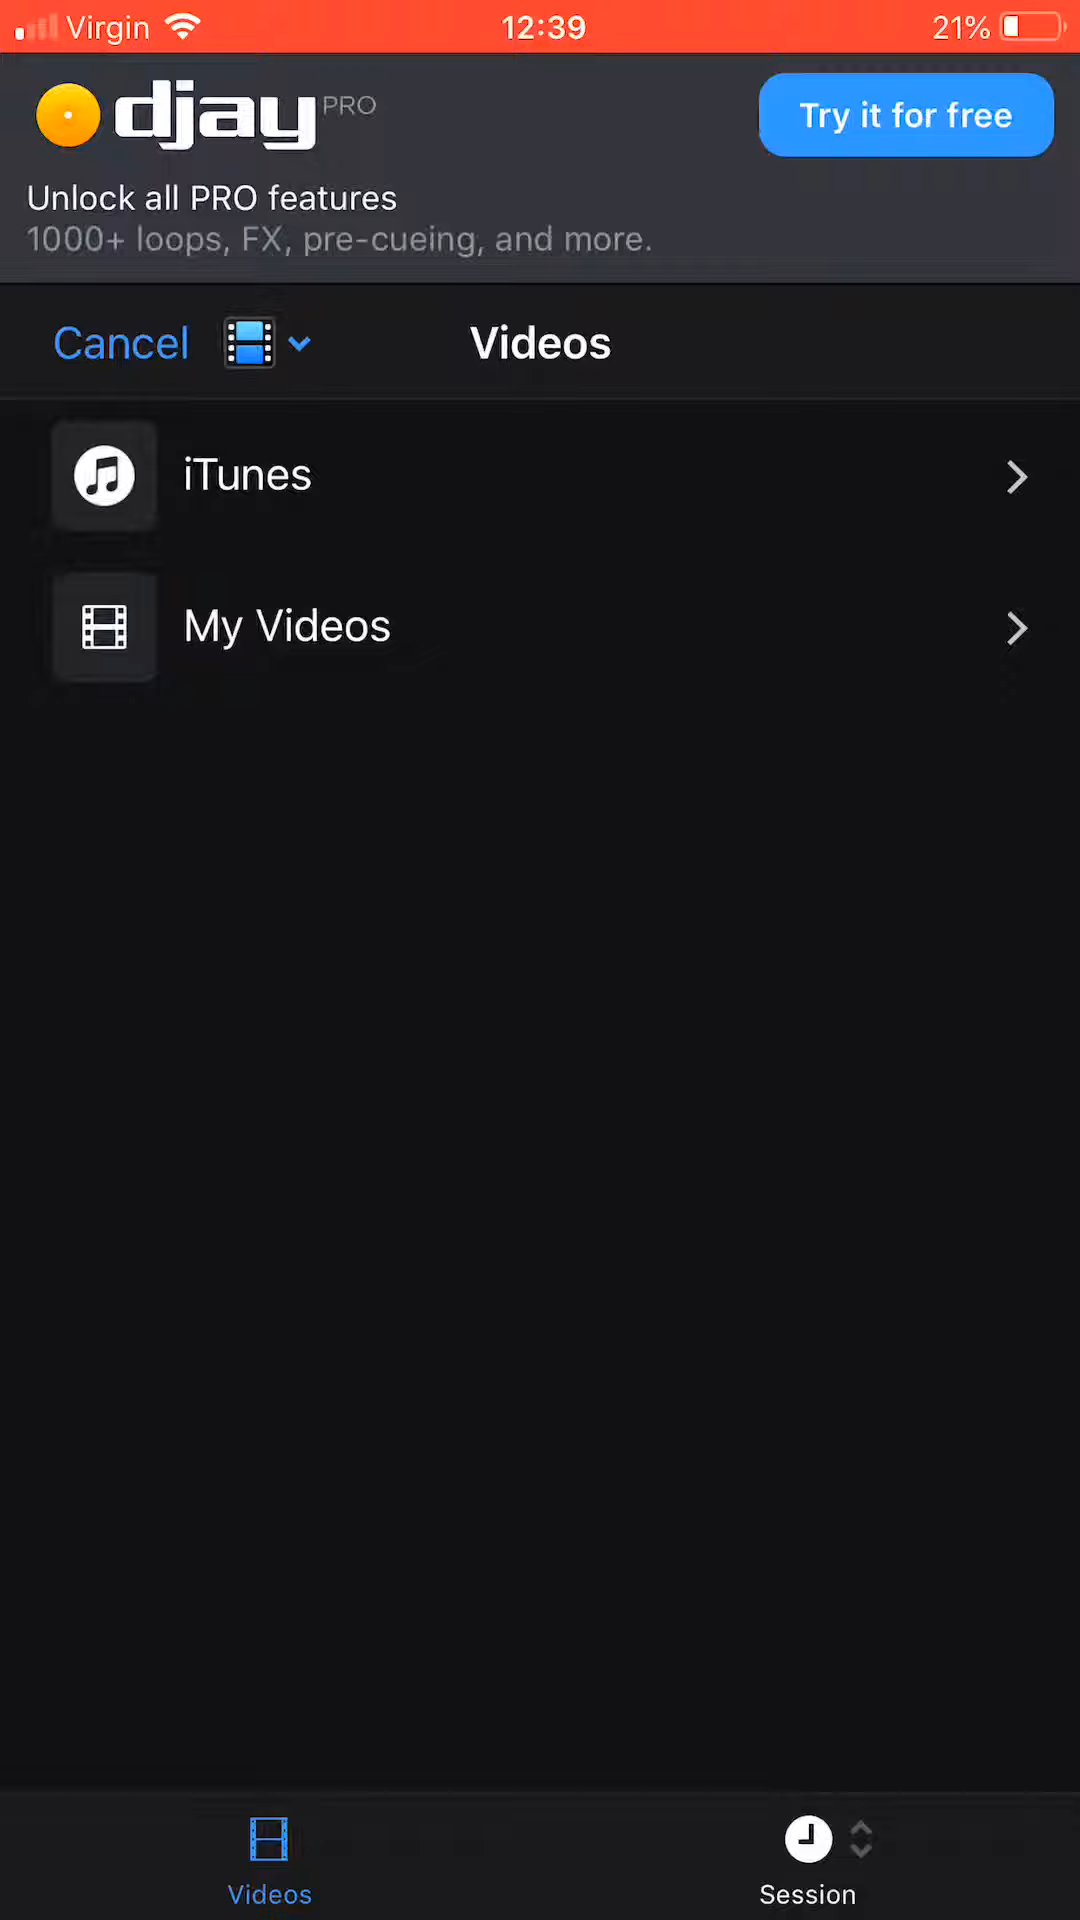 Virgin 12:39 21%
djay PRO
Try it for free
Unlock all PRO features
1000+ loops, FX, pre-cueing, and more.
Cancel Videos
iTunes
My Videos
Videos Session